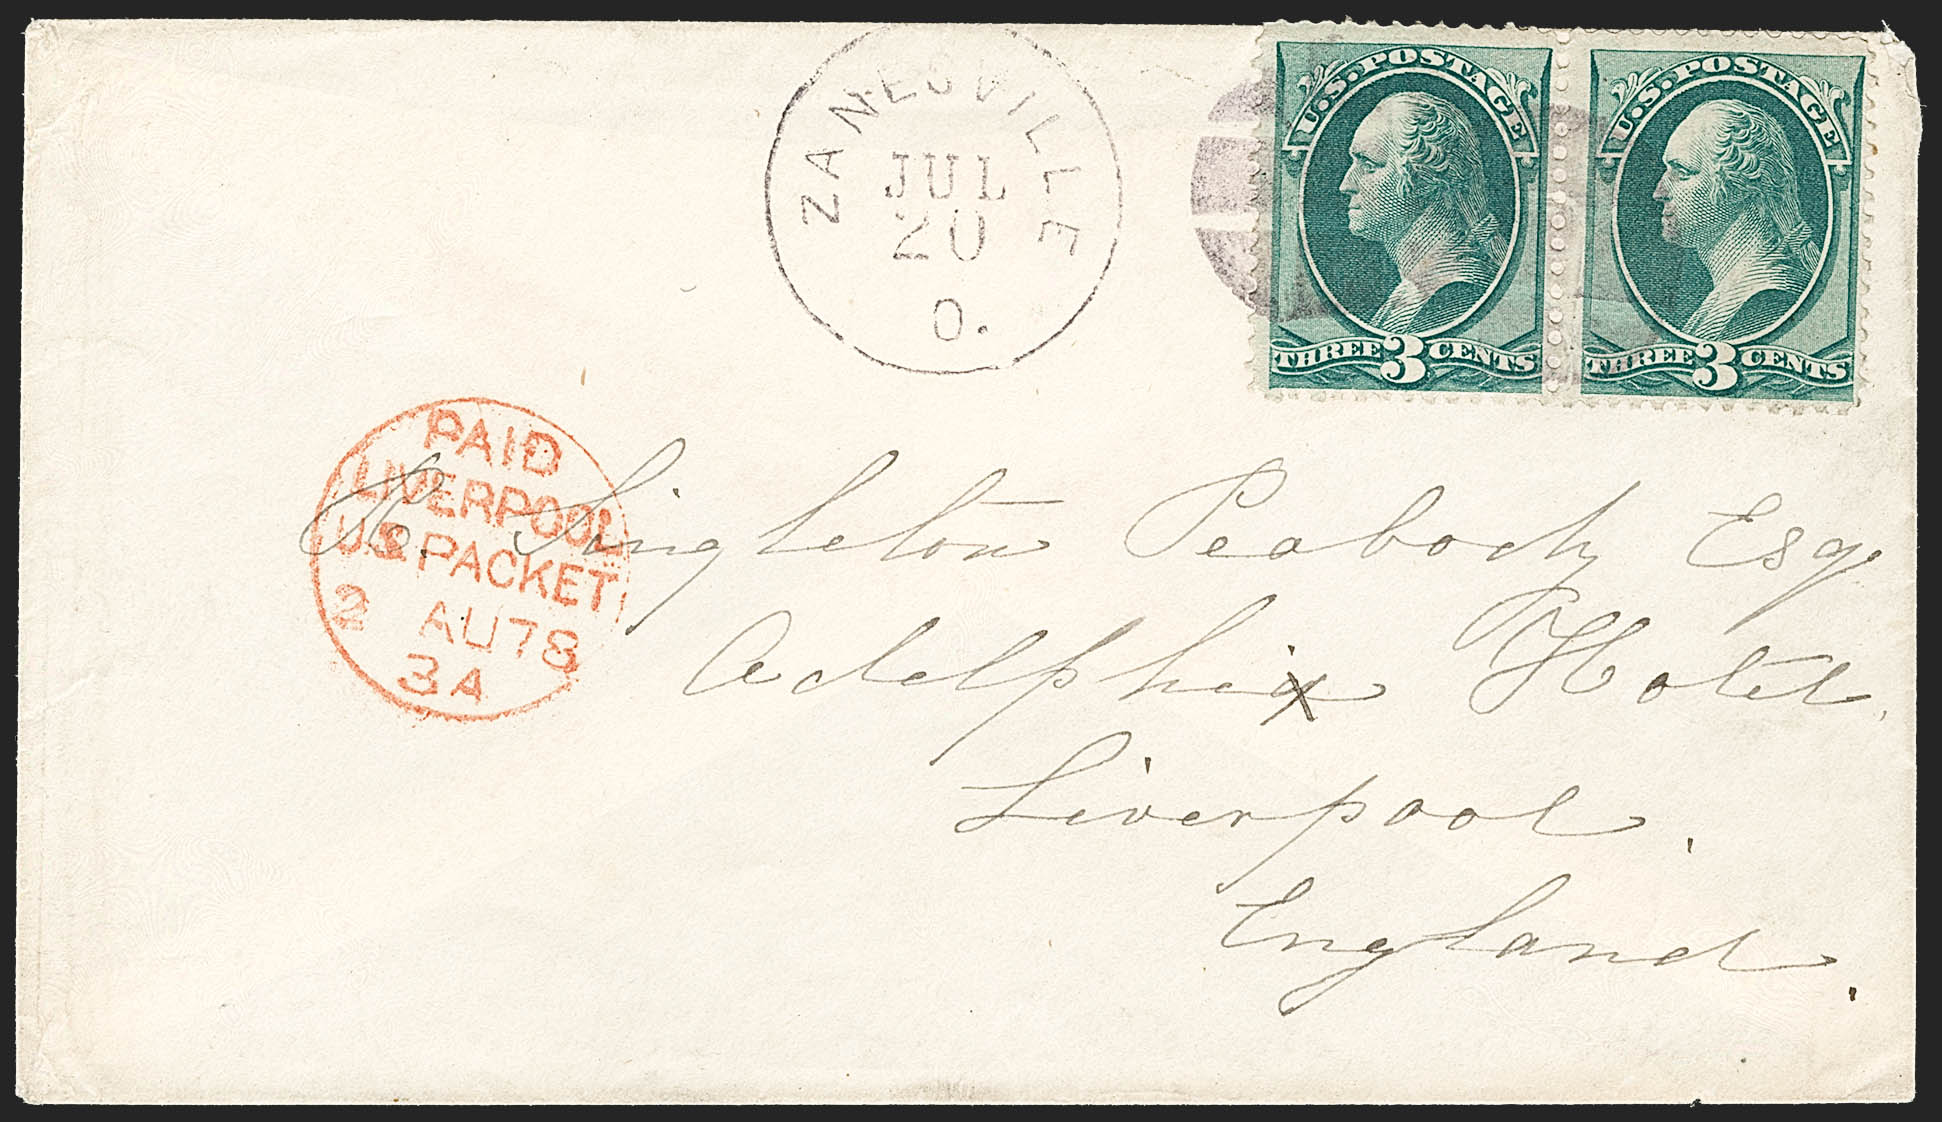 ZANESVILLE
JUL
20
O.
U.S. POSTAGE
THREE 3 CENTS
U.S. POSTAGE
THREE 3 CENTS
PAID
LIVERPOOL
U.S PACKET
2 AU 78
3A
R. Singleton Peabody Esq.
Adelphi Hotel,
Liverpool.
England.